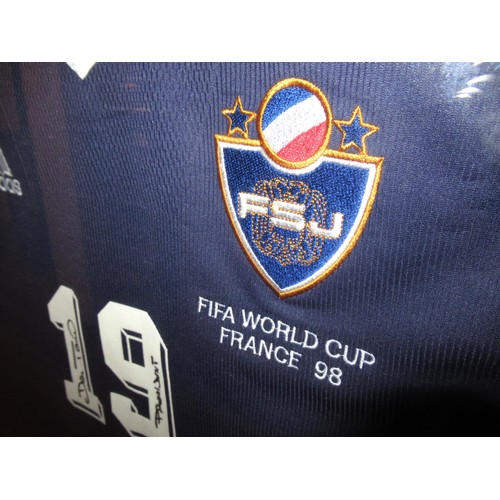 FSJ
FIFA WORLD CUP
FRANCE 98
19